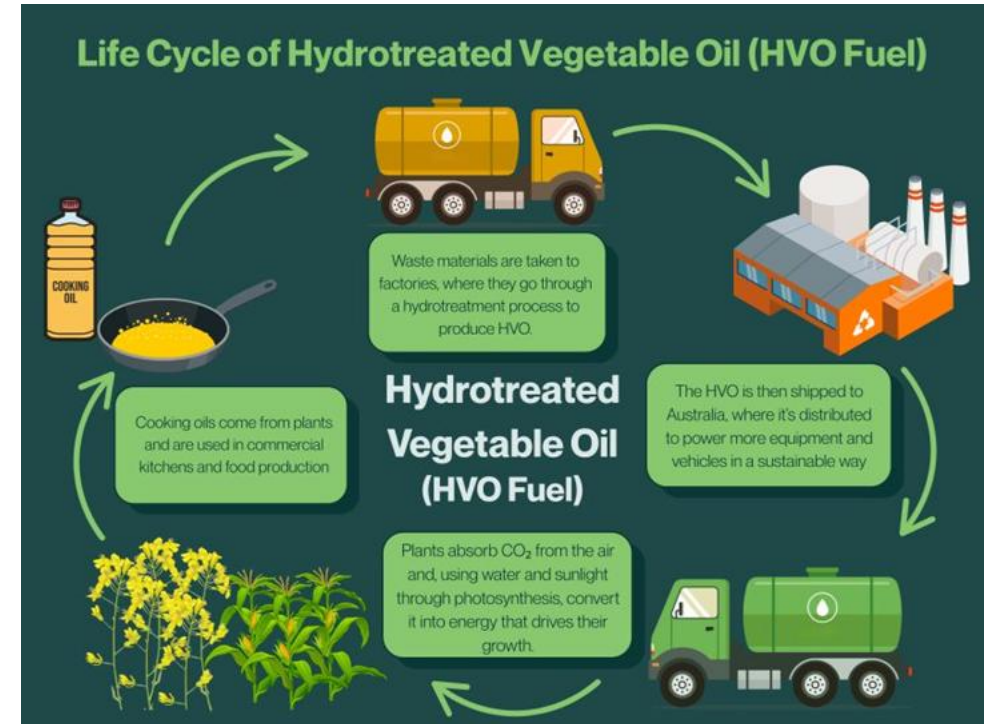 Life Cycle of Hydrotreated Vegetable Oil (HVO Fuel)
COOKING
OIL
Waste materials are taken to
factories, where they go through
a hydrotreatment process to
produce HVO.
Hydrotreated
Vegetable Oil
(HVO Fuel)
The HVO is then shipped to
Australia, where it's distributed
to power more equipment and
vehicles in a sustainable way
Cooking oils come from plants
and are used in commercial
kitchens and food production
Plants absorb CO₂ from the air
and, using water and sunlight
through photosynthesis, convert
it into energy that drives their
growth.